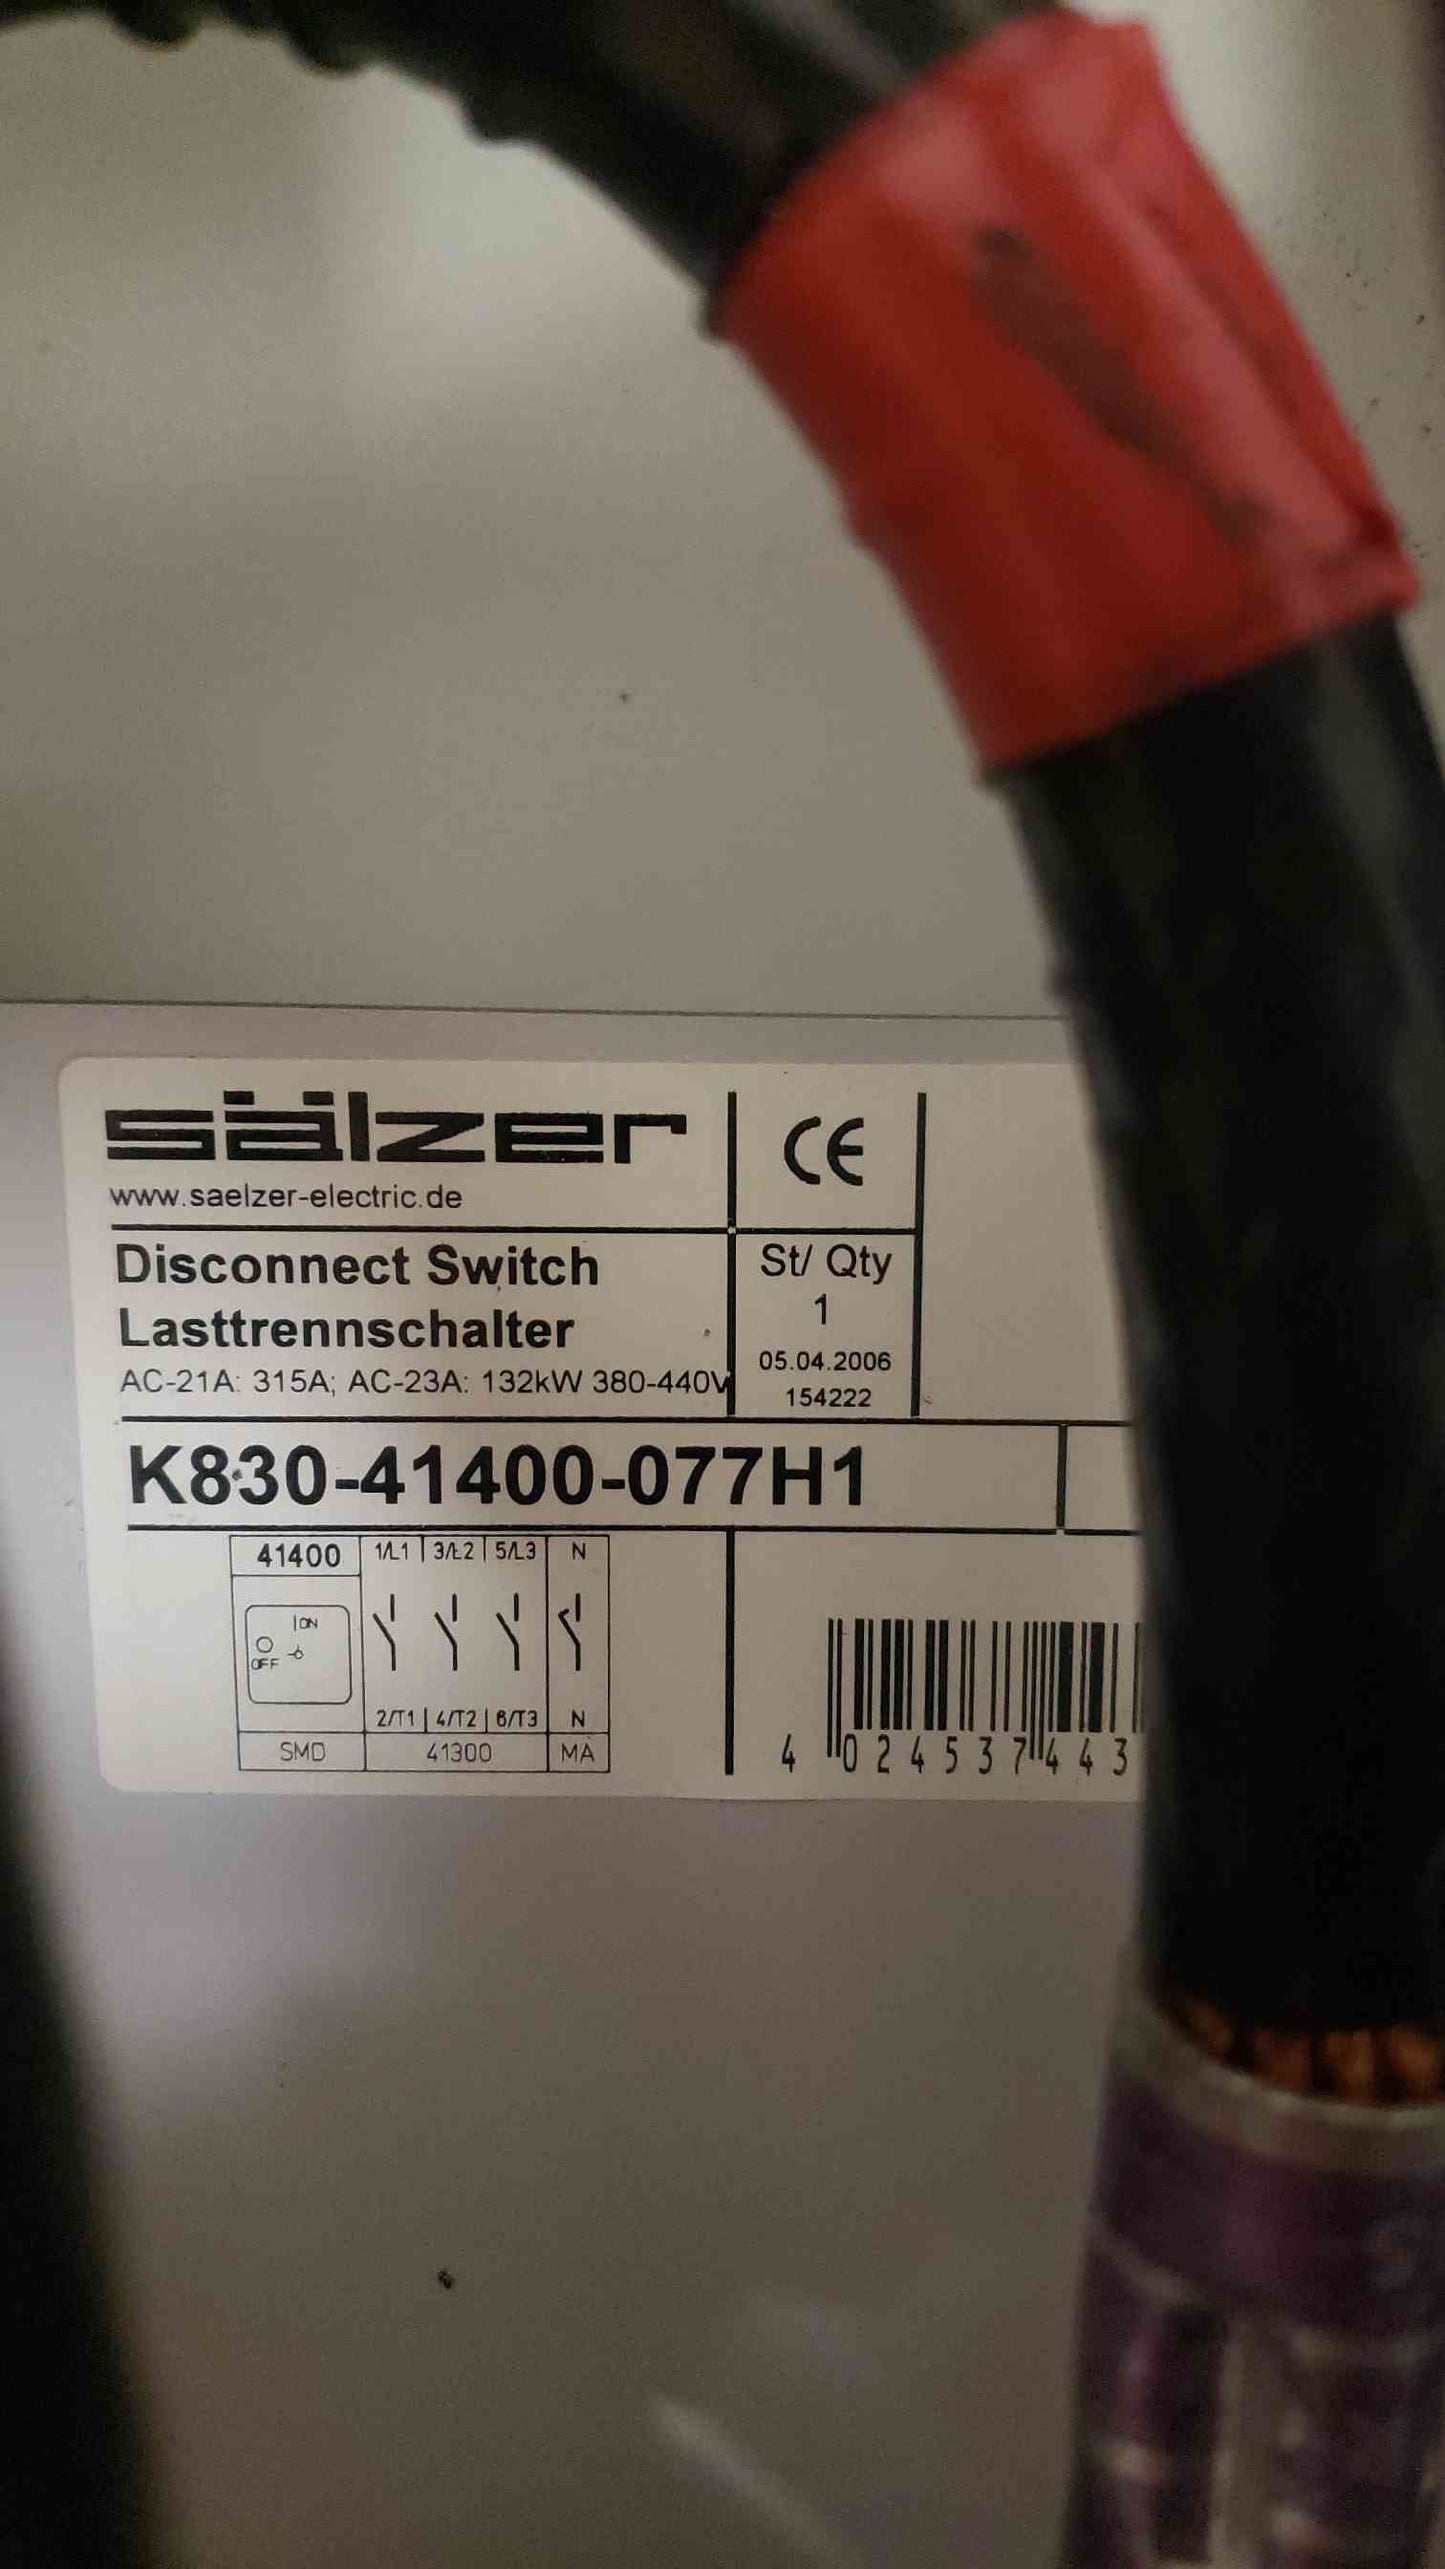 sälzer
www.saelzer-electric.de
CE
Disconnect Switch
Lasttrennschalter
AC-21A: 315A; AC-23A: 132kW 380-440V
St/ Qty
1
05.04.2006
154222
K830-41400-077H1
41400
1/L1 | 3/L2 | 5/L3 N
ON
OFF
2/T1 | 4/T2 | 6/T3 N
SMD 41300 MA
4 024537 443